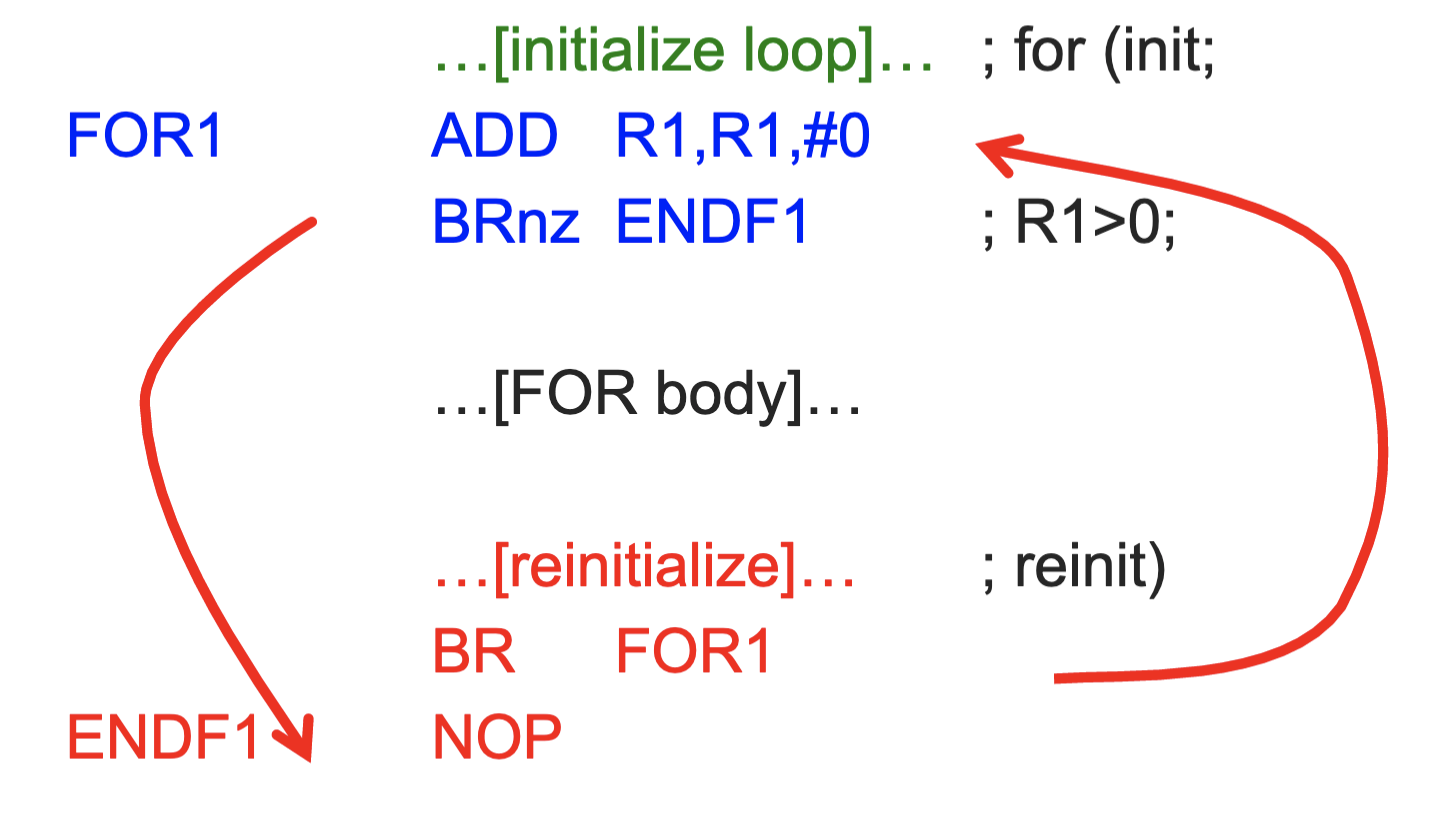 …[initialize loop]… ; for (init;
FOR1 ADD R1,R1,#0
BRnz ENDF1 ; R1>0;
…[FOR body]…
…[reinitialize]… ; reinit)
BR FOR1
ENDF1 NOP